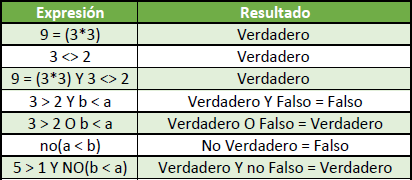 Expresión Resultado
9 = (3*3) Verdadero
3 <> 2 Verdadero
9 = (3*3) Y 3 <> 2 Verdadero
3 > 2 Y b < a Verdadero Y Falso = Falso
3 > 2 O b < a Verdadero O Falso = Verdadero
no(a < b) No Verdadero = Falso
5 > 1 Y NO(b < a) Verdadero Y no Falso = Verdadero